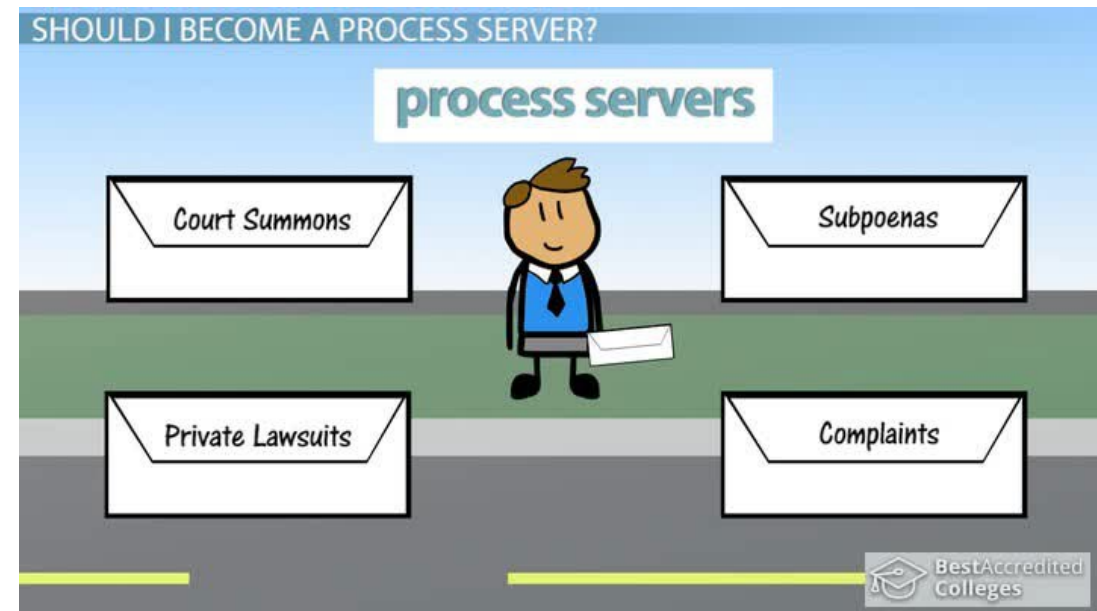 SHOULD I BECOME A PROCESS SERVER?
process servers
Court Summons
Subpoenas
Private Lawsuits
Complaints
BestAccredited
Colleges